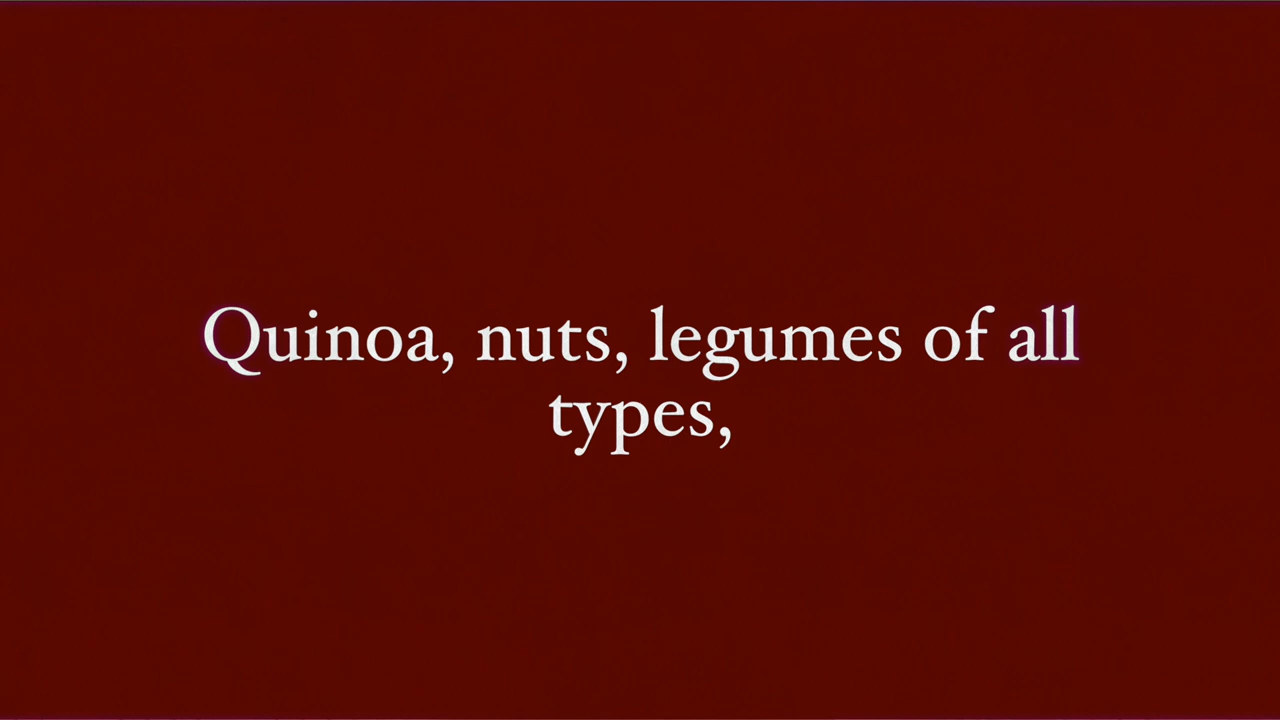 Quinoa, nuts, legumes of all
types,